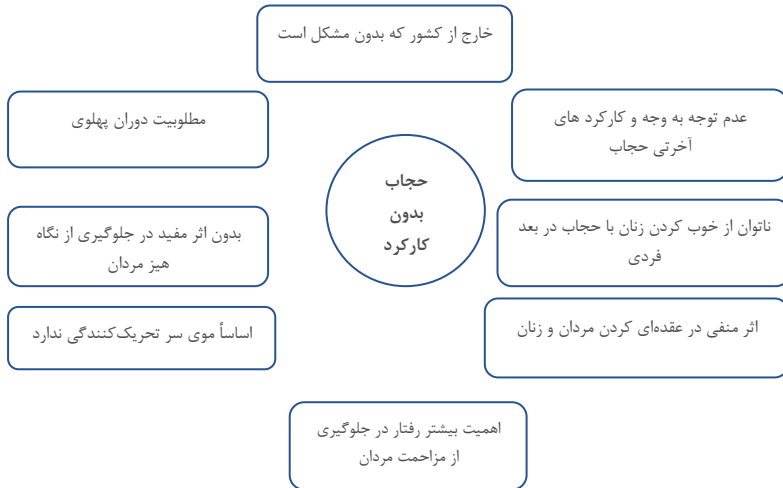 خارج از کشور که بدون مشکل است
عدم توجه به وجه و کارکرد های
آخرتی حجاب
مطلوبیت دوران پهلوی
حجاب
بدون
کارکرد
ناتوان از خوب کردن زنان با حجاب در بعد
فردی
بدون اثر مفید در جلوگیری از نگاه
هیز مردان
اثر منفی در عقده‌ای کردن مردان و زنان
اساساً موی سر تحریک‌کنندگی ندارد
اهمیت بیشتر رفتار در جلوگیری
از مزاحمت مردان